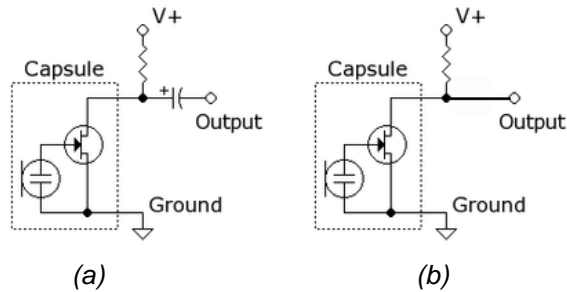 V+
Capsule
+
Output
Ground
(a)
V+
Capsule
Output
Ground
(b)